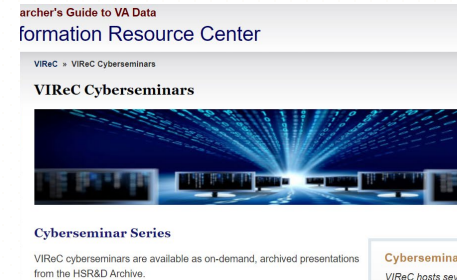 archer's Guide to VA Data
formation Resource Center
VIReC » VIReC Cyberseminars
VIReC Cyberseminars
Cyberseminar Series
VIReC cyberseminars are available as on-demand, archived presentations
from the HSR&D Archive.
Cybersemina
VIReC hosts sev